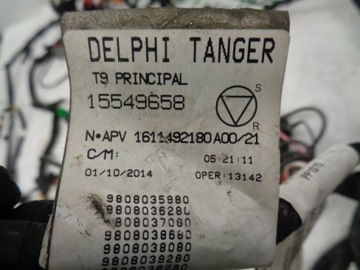 DELPHI TANGER
T9 PRINCIPAL
15549658
S
R
N•APV 1611492180A00/21
C/M: 05:21:11
01/10/2014 OPER:13142
9808035980
9808036280
9808037080
9808038680
9808038080
9808039280